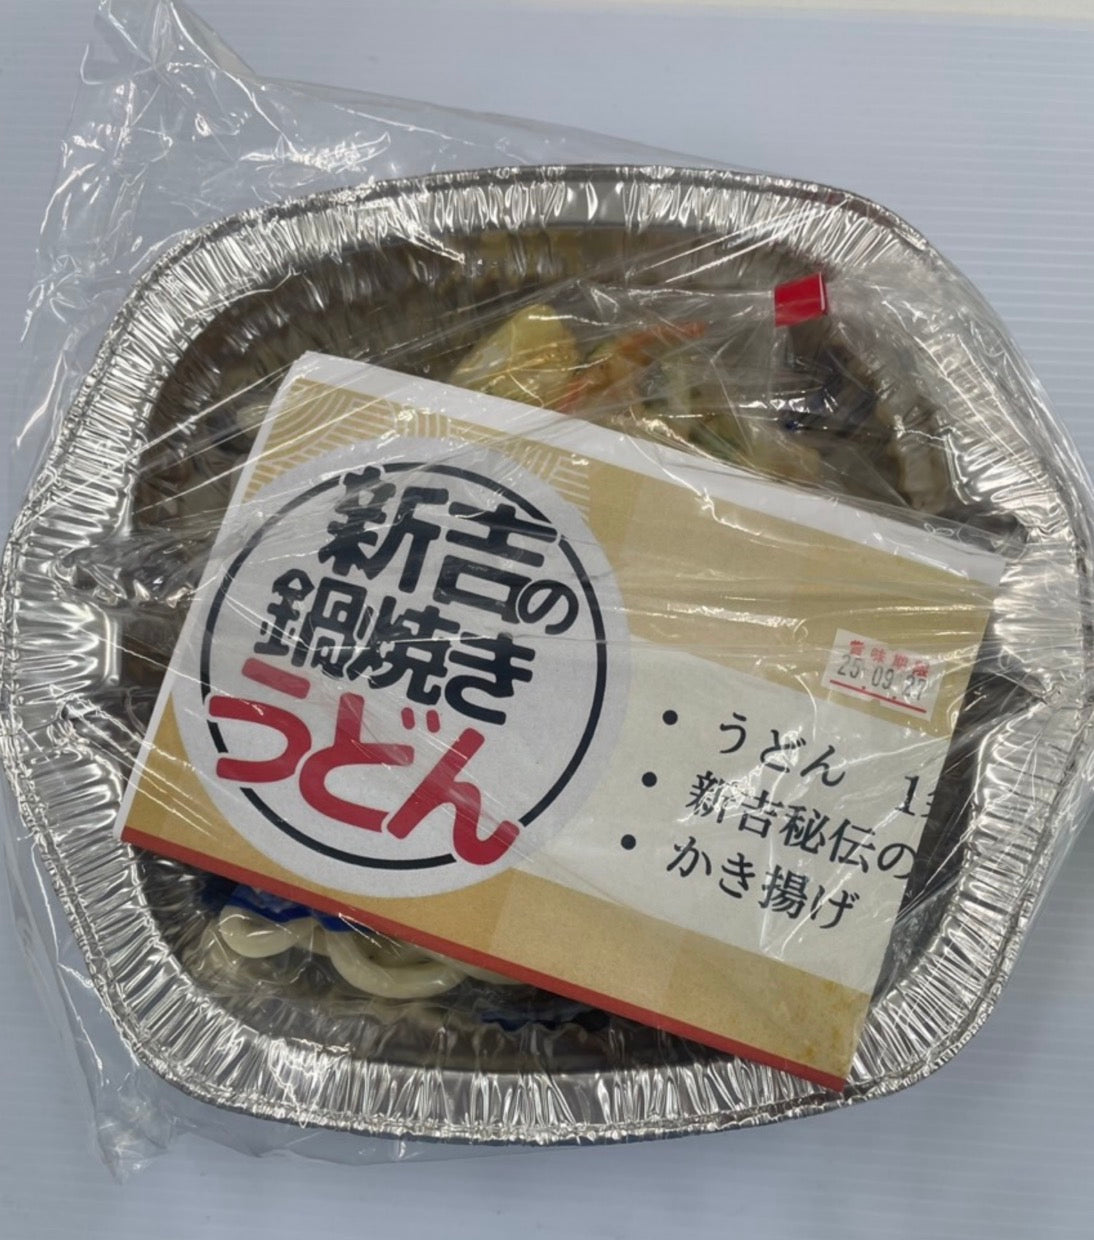 新吉の
鍋焼き
うどん
賞味期限
25.09.27
・うどん 1
・新吉秘伝の
・かき揚げ